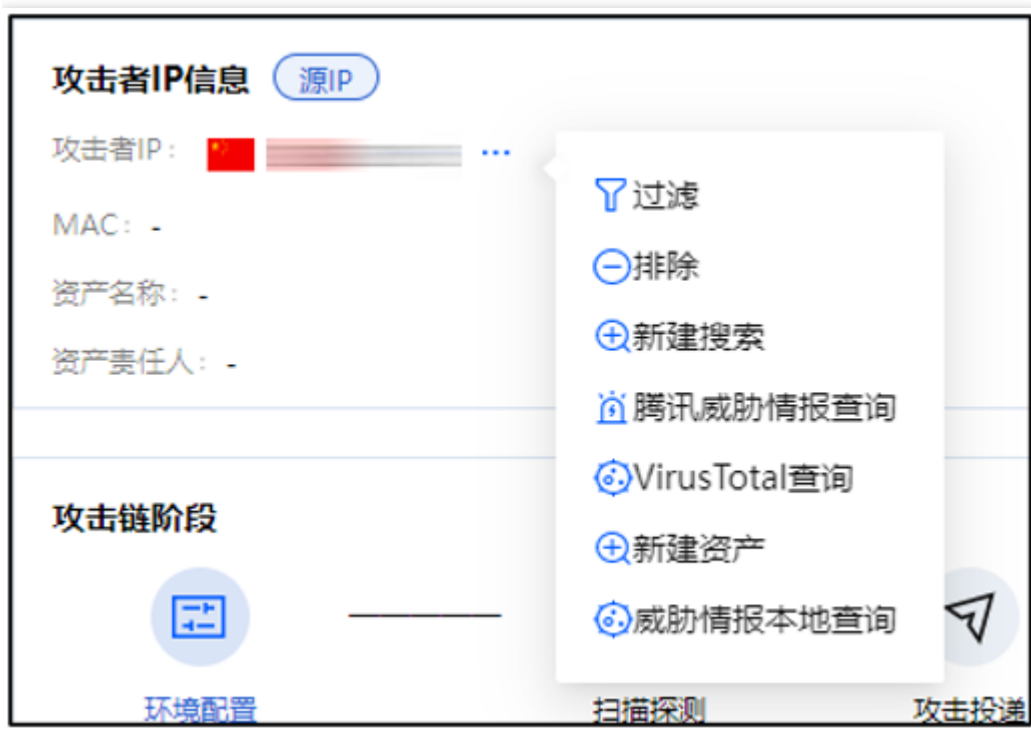 攻击者IP信息 源IP
攻击者IP：
MAC： -
资产名称： -
资产责任人： -
过滤
排除
新建搜索
腾讯威胁情报查询
VirusTotal查询
新建资产
威胁情报本地查询
攻击链阶段
环境配置 扫描探测 攻击投递